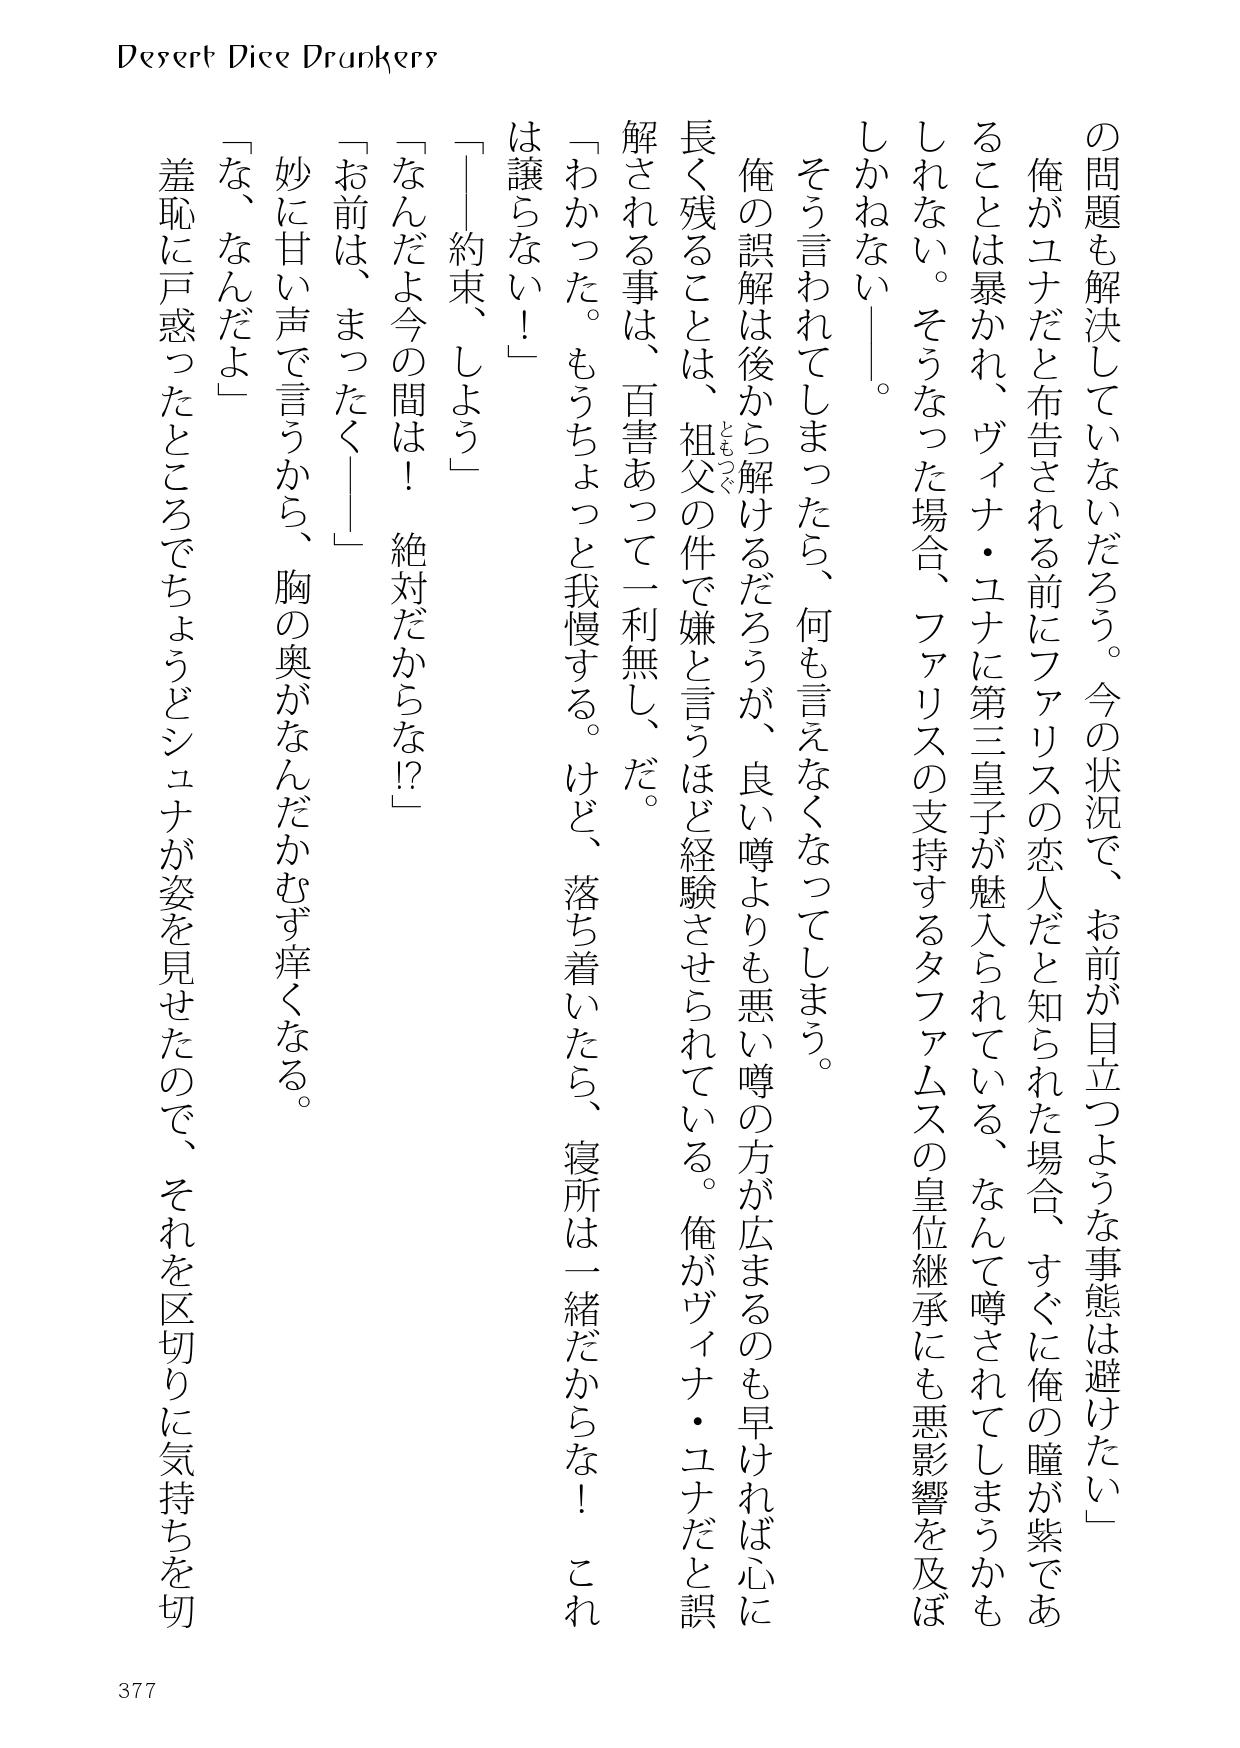 Desert Dice Drunkers
の問題も解決していないだろう。今の状況で、お前が目立つような事態は避けたい」
俺がユナだと布告される前にファリスの恋人だと知られた場合、すぐに俺の瞳が紫であ
ることは暴かれ、ヴィナ・ユナに第三皇子が魅入られている、なんて噂されてしまうかも
しれない。そうなった場合、ファリスの支持するタファムスの皇位継承にも悪影響を及ぼ
しかねない――。
そう言われてしまったら、何も言えなくなってしまう。
俺の誤解は後から解けるだろうが、良い噂よりも悪い噂の方が広まるのも早ければ心に
長く残ることは、祖父の件で嫌と言うほど経験させられている。俺がヴィナ・ユナだと誤
ともつぐ
解される事は、百害あって一利無し、だ。
「わかった。もうちょっと我慢する。けど、落ち着いたら、寝所は一緒だからな！　これ
は譲らない！」
「――約束、しよう」
「なんだよ今の間は！　絶対だからな!?」
「お前は、まったく――」
妙に甘い声で言うから、胸の奥がなんだかむず痒くなる。
「な、なんだよ」
羞恥に戸惑ったところでちょうどシュナが姿を見せたので、それを区切りに気持ちを切
377